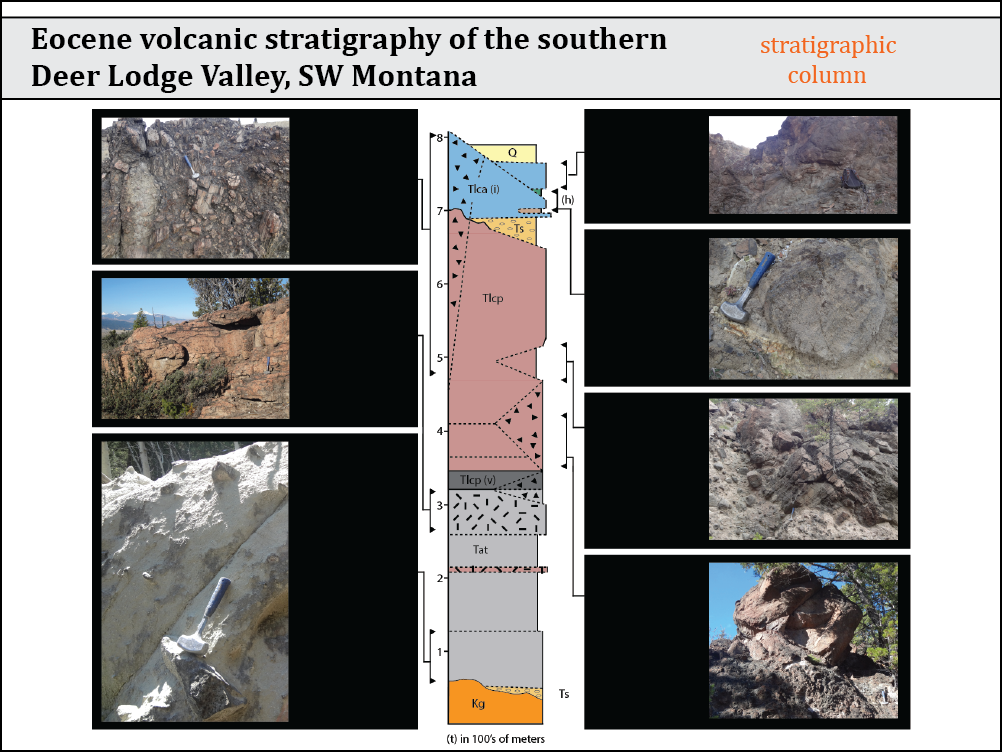 Eocene volcanic stratigraphy of the southern
Deer Lodge Valley, SW Montana
stratigraphic
column
8
Q
Tlca (i)
(h)
7
Ts
6
Tlcp
5
4
Tlcp (v)
3
Tat
2
1
Ts
Kg
(t) in 100's of meters